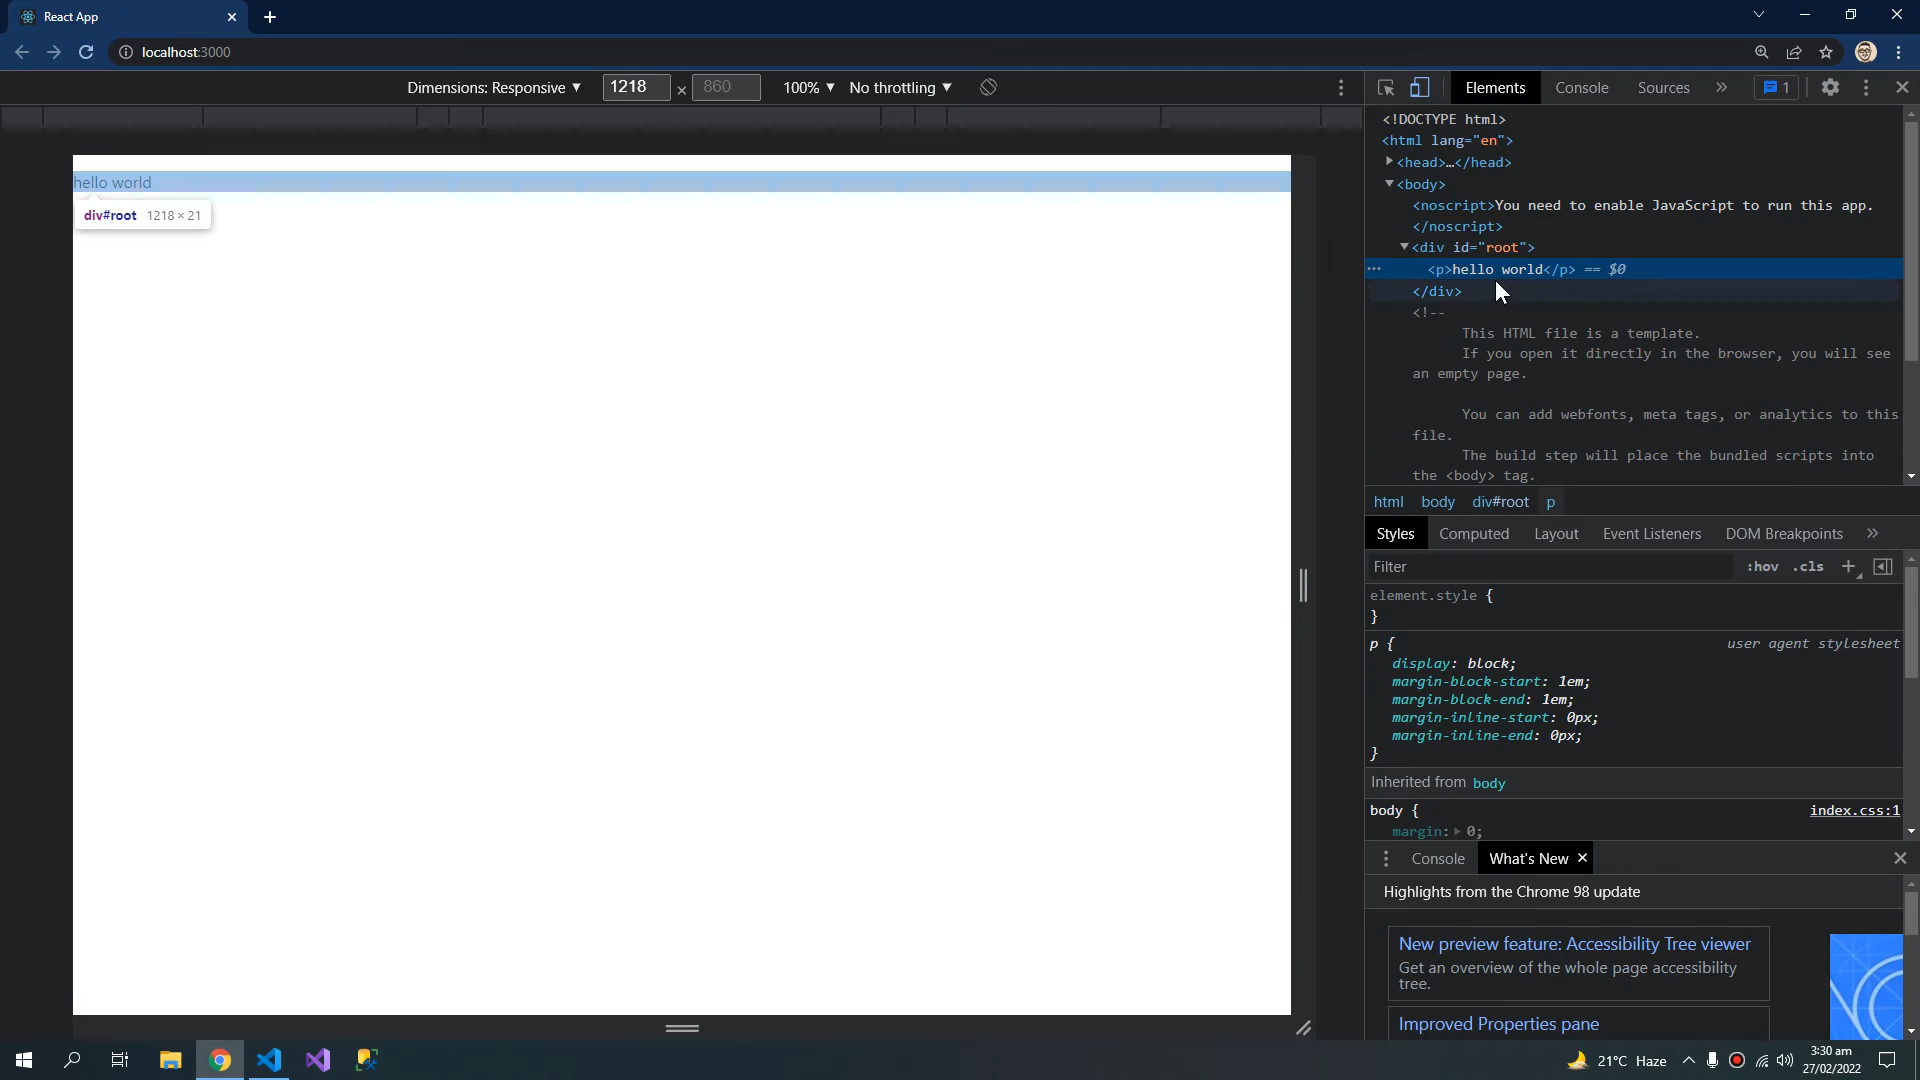 React App
localhost:3000
Dimensions: Responsive ▼ 1218 × 860 100% ▼ No throttling ▼
Elements Console Sources » 1
hello world
div#root 1218 × 21
<!DOCTYPE html>
<html lang="en">
<head>…</head>
<body>
<noscript>You need to enable JavaScript to run this app.
</noscript>
<div id="root">
<p>hello world</p> == $0
</div>
<!--
This HTML file is a template.
If you open it directly in the browser, you will see
an empty page.
You can add webfonts, meta tags, or analytics to this
file.
The build step will place the bundled scripts into
the <body> tag.
html body div#root p
Styles Computed Layout Event Listeners DOM Breakpoints »
Filter :hov .cls +
element.style {
}
p { user agent stylesheet
display: block;
margin-block-start: 1em;
margin-block-end: 1em;
margin-inline-start: 0px;
margin-inline-end: 0px;
}
Inherited from body
body { index.css:1
margin: 0;
Console What's New ×
Highlights from the Chrome 98 update
New preview feature: Accessibility Tree viewer
Get an overview of the whole page accessibility
tree.
Improved Properties pane
21°C Haze
3:30 am
27/02/2022